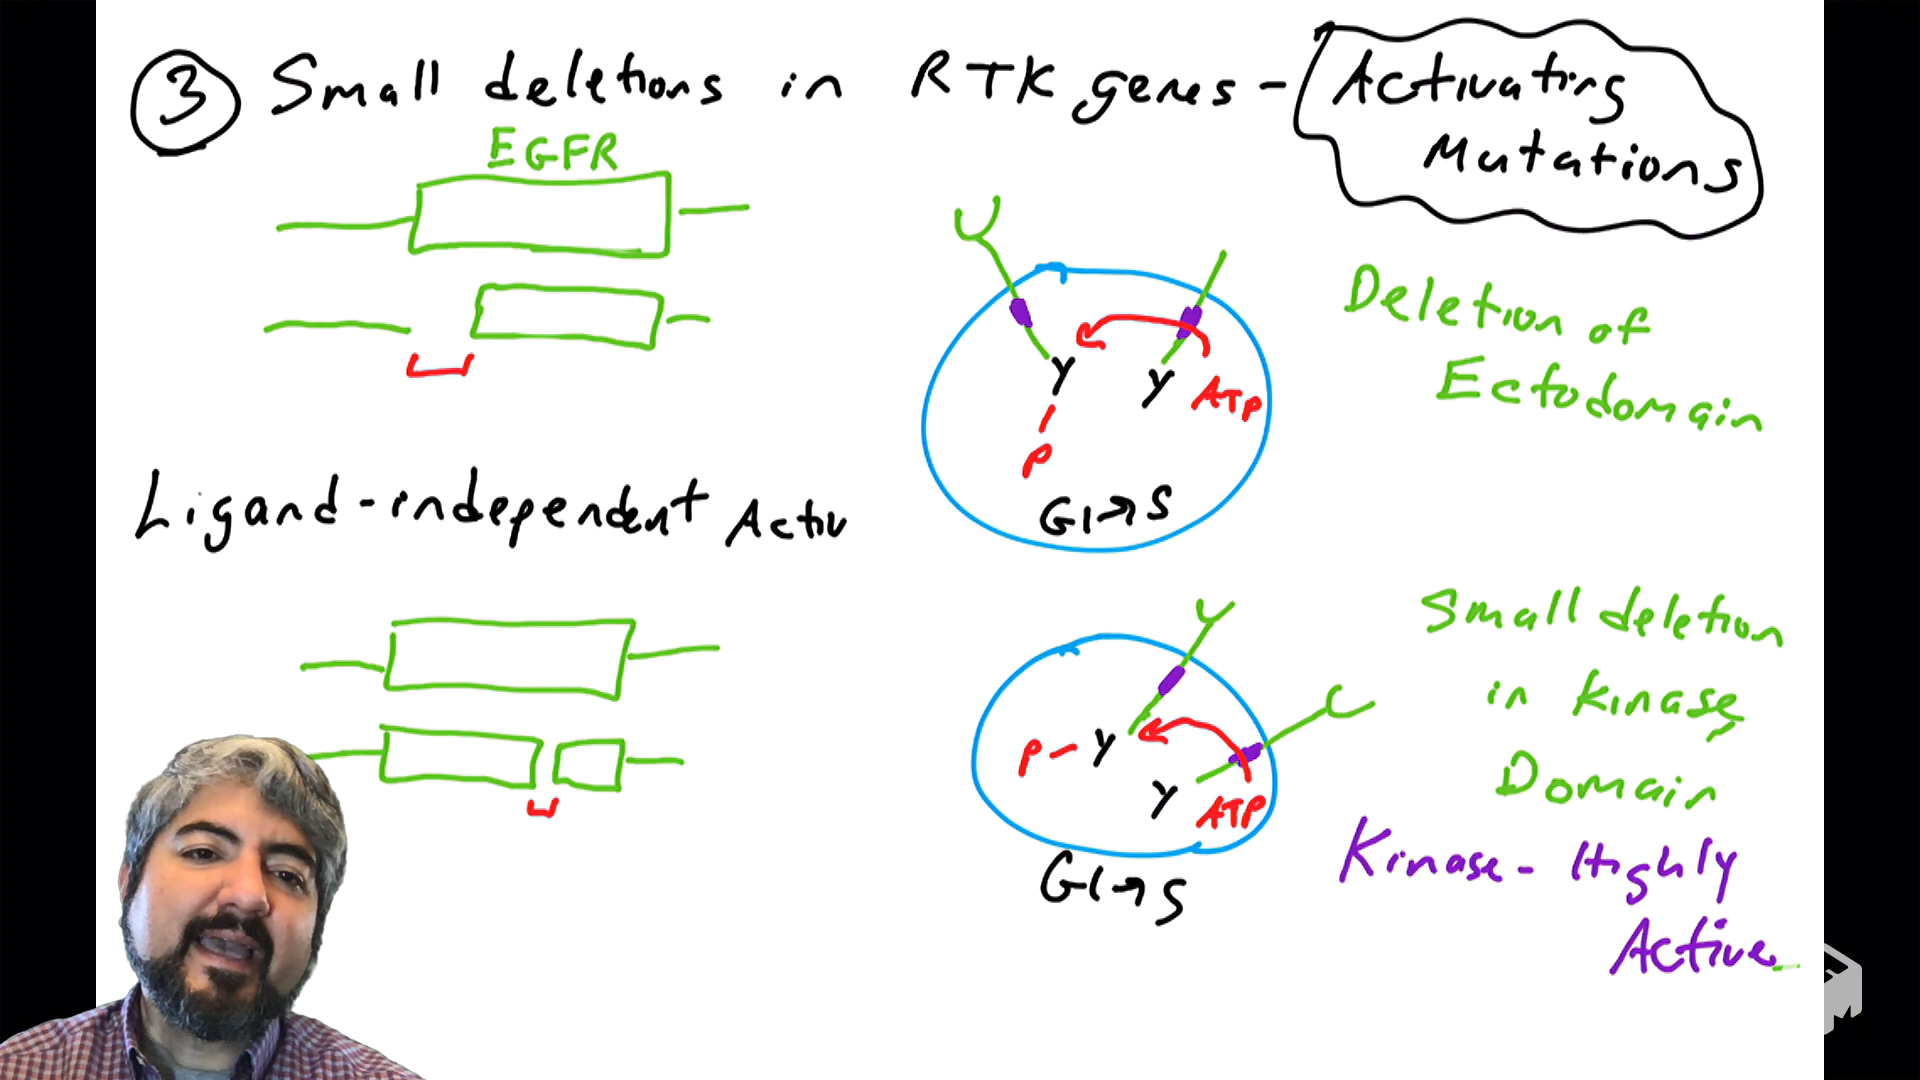 3 Small deletions in RTK genes - Activating
Mutations
EGFR
Deletion of
Ectodomain
Y
Y
ATP
P
G1→S
Ligand-independent Activ
Small deletion
in kinase
Domain
P-Y
Y
ATP
G1→S
Kinase - Highly
Active